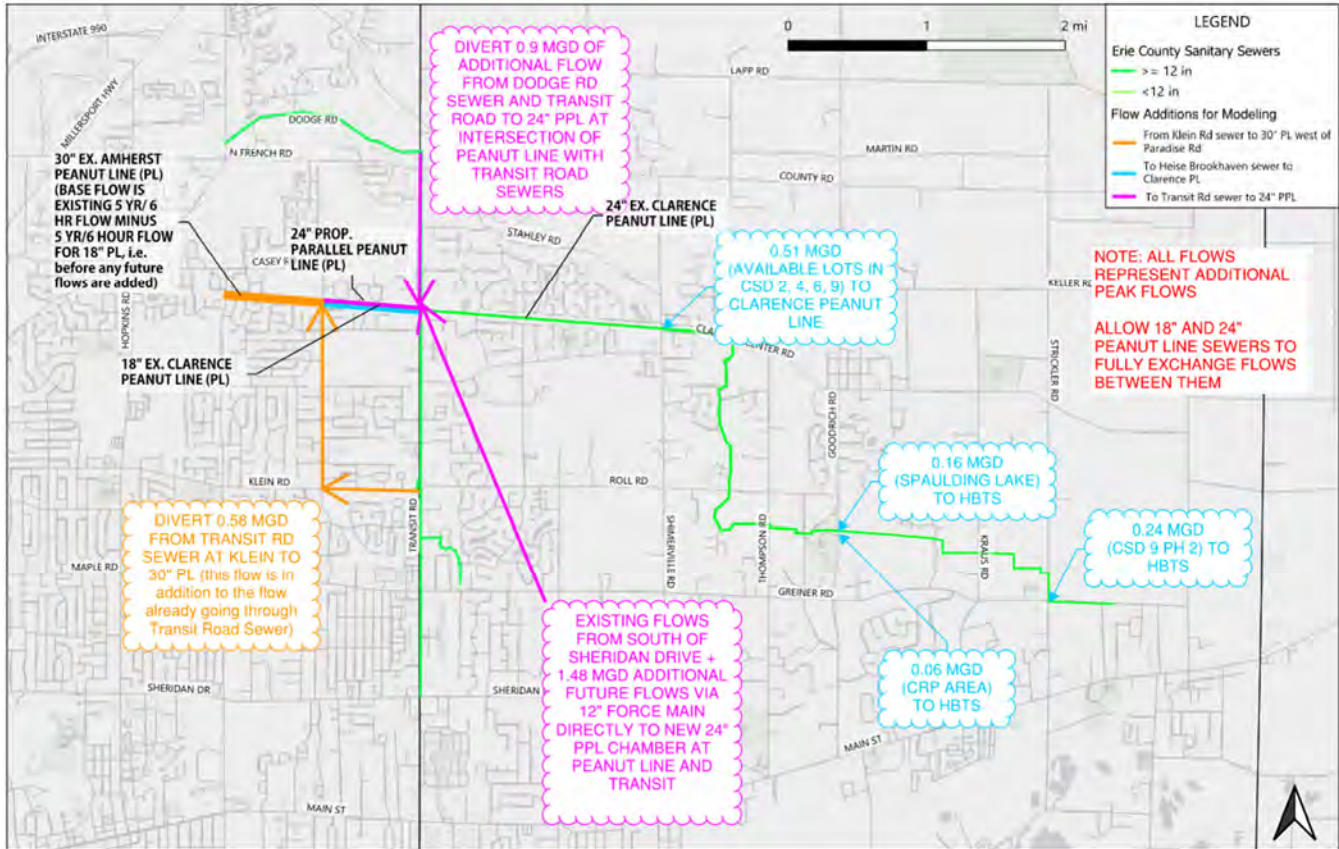 INTERSTATE 990
MILLERSPORT HWY
DODGE RD
N FRENCH RD
30" EX. AMHERST
PEANUT LINE (PL)
(BASE FLOW IS
EXISTING 5 YR/ 6
HR FLOW MINUS
5 YR/6 HOUR FLOW
FOR 18" PL, i.e.
before any future
flows are added)
24" PROP.
PARALLEL PEANUT
LINE (PL)
HOPKINS RD
18" EX. CLARENCE
PEANUT LINE (PL)
DIVERT 0.9 MGD OF
ADDITIONAL FLOW
FROM DODGE RD
SEWER AND TRANSIT
ROAD TO 24" PPL AT
INTERSECTION OF
PEANUT LINE WITH
TRANSIT ROAD
SEWERS
24" EX. CLARENCE
PEANUT LINE (PL)
STAHLEY RD
0 1 2 mi
LAPP RD
MARTIN RD
COUNTY RD
KELLER RD
STRICKLER RD
GOODRICH RD
0.51 MGD
(AVAILABLE LOTS IN
CSD 2, 4, 6, 9) TO
CLARENCE PEANUT
LINE
LEGEND
Erie County Sanitary Sewers
>= 12 in
<12 in
Flow Additions for Modeling
From Klein Rd sewer to 30" PL west of
Paradise Rd
To Heise Brookhaven sewer to
Clarence PL
To Transit Rd sewer to 24" PPL
NOTE: ALL FLOWS
REPRESENT ADDITIONAL
PEAK FLOWS
ALLOW 18" AND 24"
PEANUT LINE SEWERS TO
FULLY EXCHANGE FLOWS
BETWEEN THEM
KLEIN RD
ROLL RD
TRANSIT RD
SHIMERVILLE RD
THOMPSON RD
KRAUS RD
MAPLE RD
GREINER RD
DIVERT 0.58 MGD
FROM TRANSIT RD
SEWER AT KLEIN TO
30" PL (this flow is in
addition to the flow
already going through
Transit Road Sewer)
0.16 MGD
(SPAULDING LAKE)
TO HBTS
0.24 MGD
(CSD 9 PH 2) TO
HBTS
0.06 MGD
(CRP AREA)
TO HBTS
EXISTING FLOWS
FROM SOUTH OF
SHERIDAN DRIVE +
1.48 MGD ADDITIONAL
FUTURE FLOWS VIA
12" FORCE MAIN
DIRECTLY TO NEW 24"
PPL CHAMBER AT
PEANUT LINE AND
TRANSIT
SHERIDAN DR
SHERIDAN
MAIN ST
MAIN ST